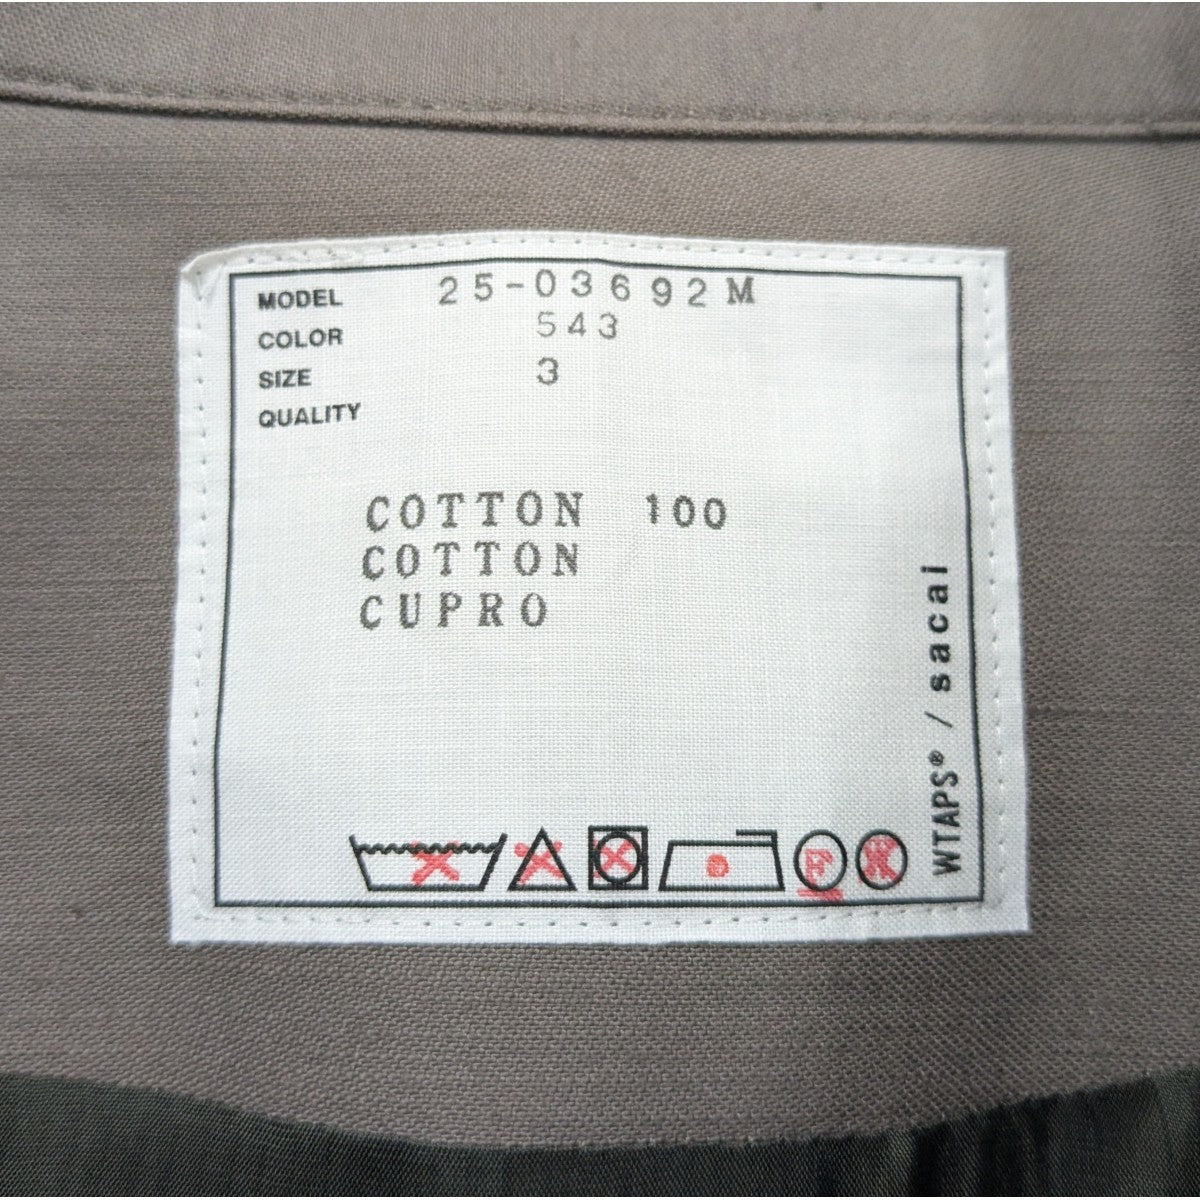 MODEL 25-03692M
COLOR 543
SIZE 3
QUALITY
COTTON 100
COTTON
CUPRO
WTAPS® / sacai